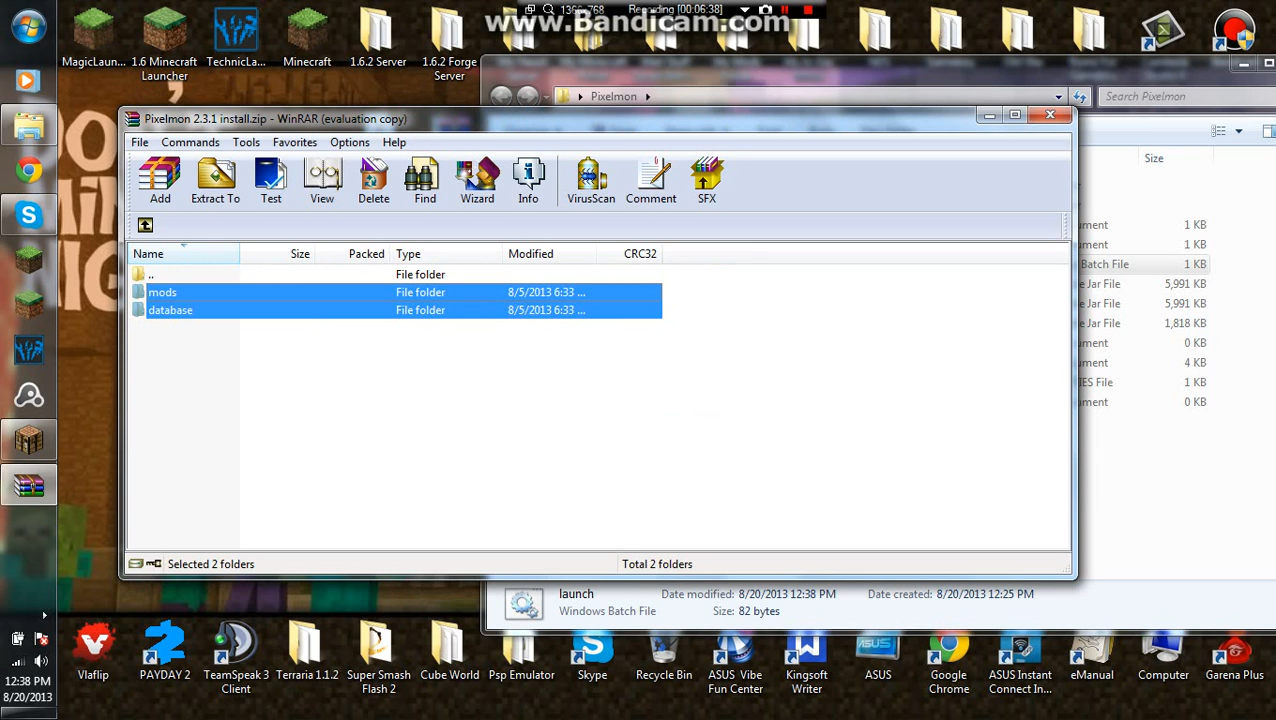 1366x768
Recording [00:06:38]
www.Bandicam.com
MagicLaun...
1.6 Minecraft
Launcher
TechnicLa...
Minecraft
1.6.2 Server
1.6.2 Forge
Server
Pixelmon
Search Pixelmon
Pixelmon 2.3.1 install.zip - WinRAR (evaluation copy)
File
Commands
Tools
Favorites
Options
Help
Add
Extract To
Test
View
Delete
Find
Wizard
Info
VirusScan
Comment
SFX
Size
Name
Size
Packed
Type
Modified
CRC32
..
File folder
mods
File folder
8/5/2013 6:33 ...
database
File folder
8/5/2013 6:33 ...
ument
1 KB
ument
1 KB
Batch File
1 KB
e Jar File
5,991 KB
e Jar File
5,991 KB
e Jar File
1,818 KB
ument
0 KB
ument
4 KB
IES File
1 KB
ument
0 KB
Selected 2 folders
Total 2 folders
launch
Date modified: 8/20/2013 12:38 PM
Date created: 8/20/2013 12:25 PM
Windows Batch File
Size: 82 bytes
Vlaflip
PAYDAY 2
TeamSpeak 3
Client
Terraria 1.1.2
Super Smash
Flash 2
Cube World
Psp Emulator
Skype
Recycle Bin
ASUS Vibe
Fun Center
Kingsoft
Writer
ASUS
Google
Chrome
ASUS Instant
Connect In...
eManual
Computer
Garena Plus
12:38 PM
8/20/2013